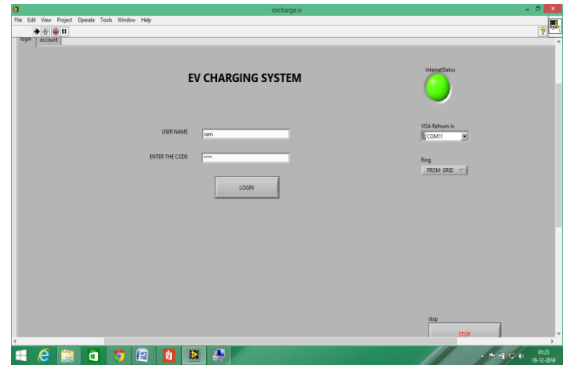 evcharge.vi
File Edit View Project Operate Tools Window Help
login account
EV CHARGING SYSTEM
InternetStatus
USER NAME
ram
VISA Refnum in
COM11
ENTER THE CODE
****
Ring
FROM GRID
LOGIN
stop
STOP
01:23
16-12-2014